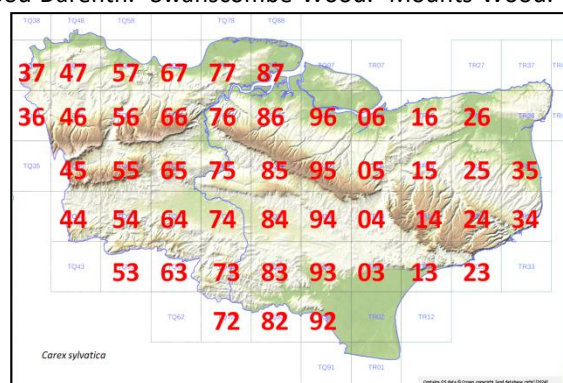 Darenth. Swanscombe Wood. Mounts Wood.
TQ38 TQ48 TQ58 TQ78 TQ88
37 47 57 67 77 87 TQ97 TR07 TR27 TR37
36 46 56 66 76 86 96 06 16 26
TQ35 45 55 65 75 85 95 05 15 25 35
44 54 64 74 84 94 04 14 24 34
TQ43 53 63 73 83 93 03 13 23 TR33
TQ62 72 82 92 TR02 TR12
TQ91 TR01
Carex sylvatica